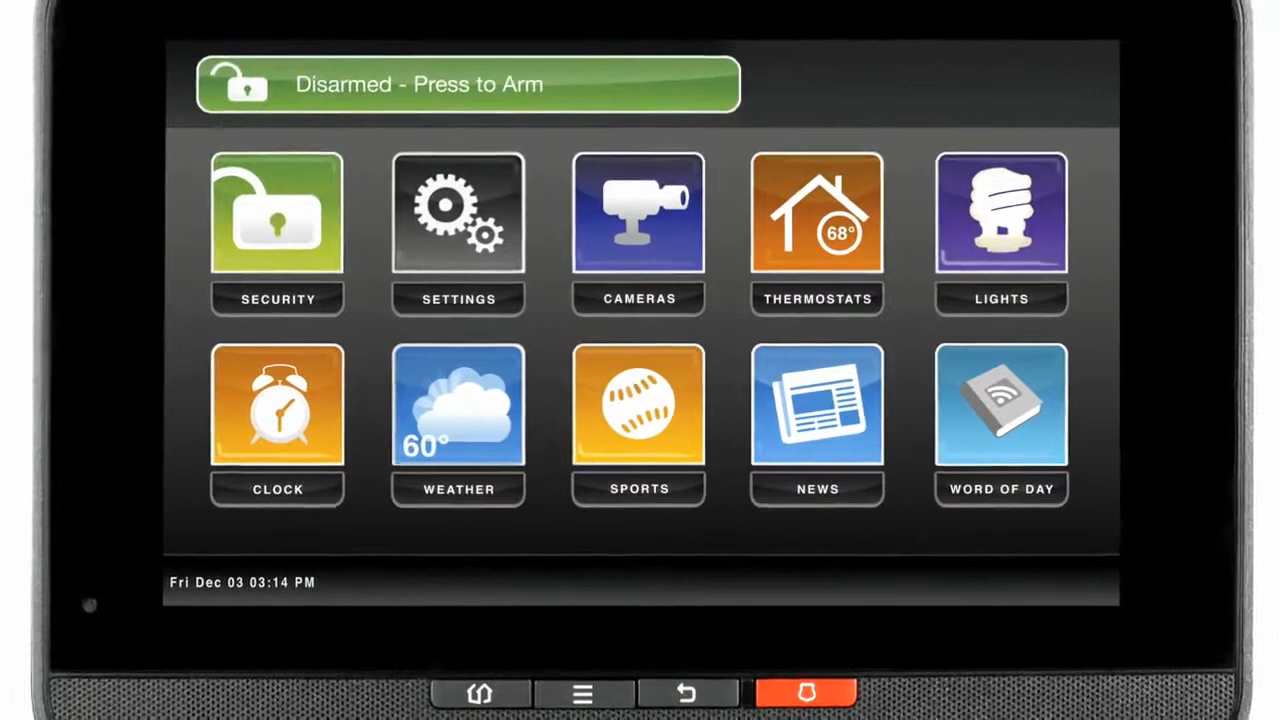 Disarmed - Press to Arm
68°
SECURITY SETTINGS CAMERAS THERMOSTATS LIGHTS
60°
CLOCK WEATHER SPORTS NEWS WORD OF DAY
Fri Dec 03 03:14 PM